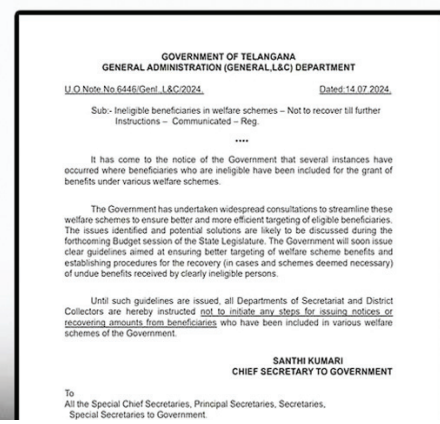 GOVERNMENT OF TELANGANA
GENERAL ADMINISTRATION (GENERAL,L&C) DEPARTMENT
U.O.Note.No.6446/Genl.,L&C/2024. Dated:14.07.2024.
Sub:- Ineligible beneficiaries in welfare schemes – Not to recover till further
Instructions – Communicated – Reg.
****
It has come to the notice of the Government that several instances have
occurred where beneficiaries who are ineligible have been included for the grant of
benefits under various welfare schemes.
The Government has undertaken widespread consultations to streamline these
welfare schemes to ensure better and more efficient targeting of eligible beneficiaries.
The issues identified and potential solutions are likely to be discussed during the
forthcoming Budget session of the State Legislature. The Government will soon issue
clear guidelines aimed at ensuring better targeting of welfare scheme benefits and
establishing procedures for the recovery (in cases and schemes deemed necessary)
of undue benefits received by clearly ineligible persons.
Until such guidelines are issued, all Departments of Secretariat and District
Collectors are hereby instructed not to initiate any steps for issuing notices or
recovering amounts from beneficiaries who have been included in various welfare
schemes of the Government.
SANTHI KUMARI
CHIEF SECRETARY TO GOVERNMENT
To
All the Special Chief Secretaries, Principal Secretaries, Secretaries,
Special Secretaries to Government.